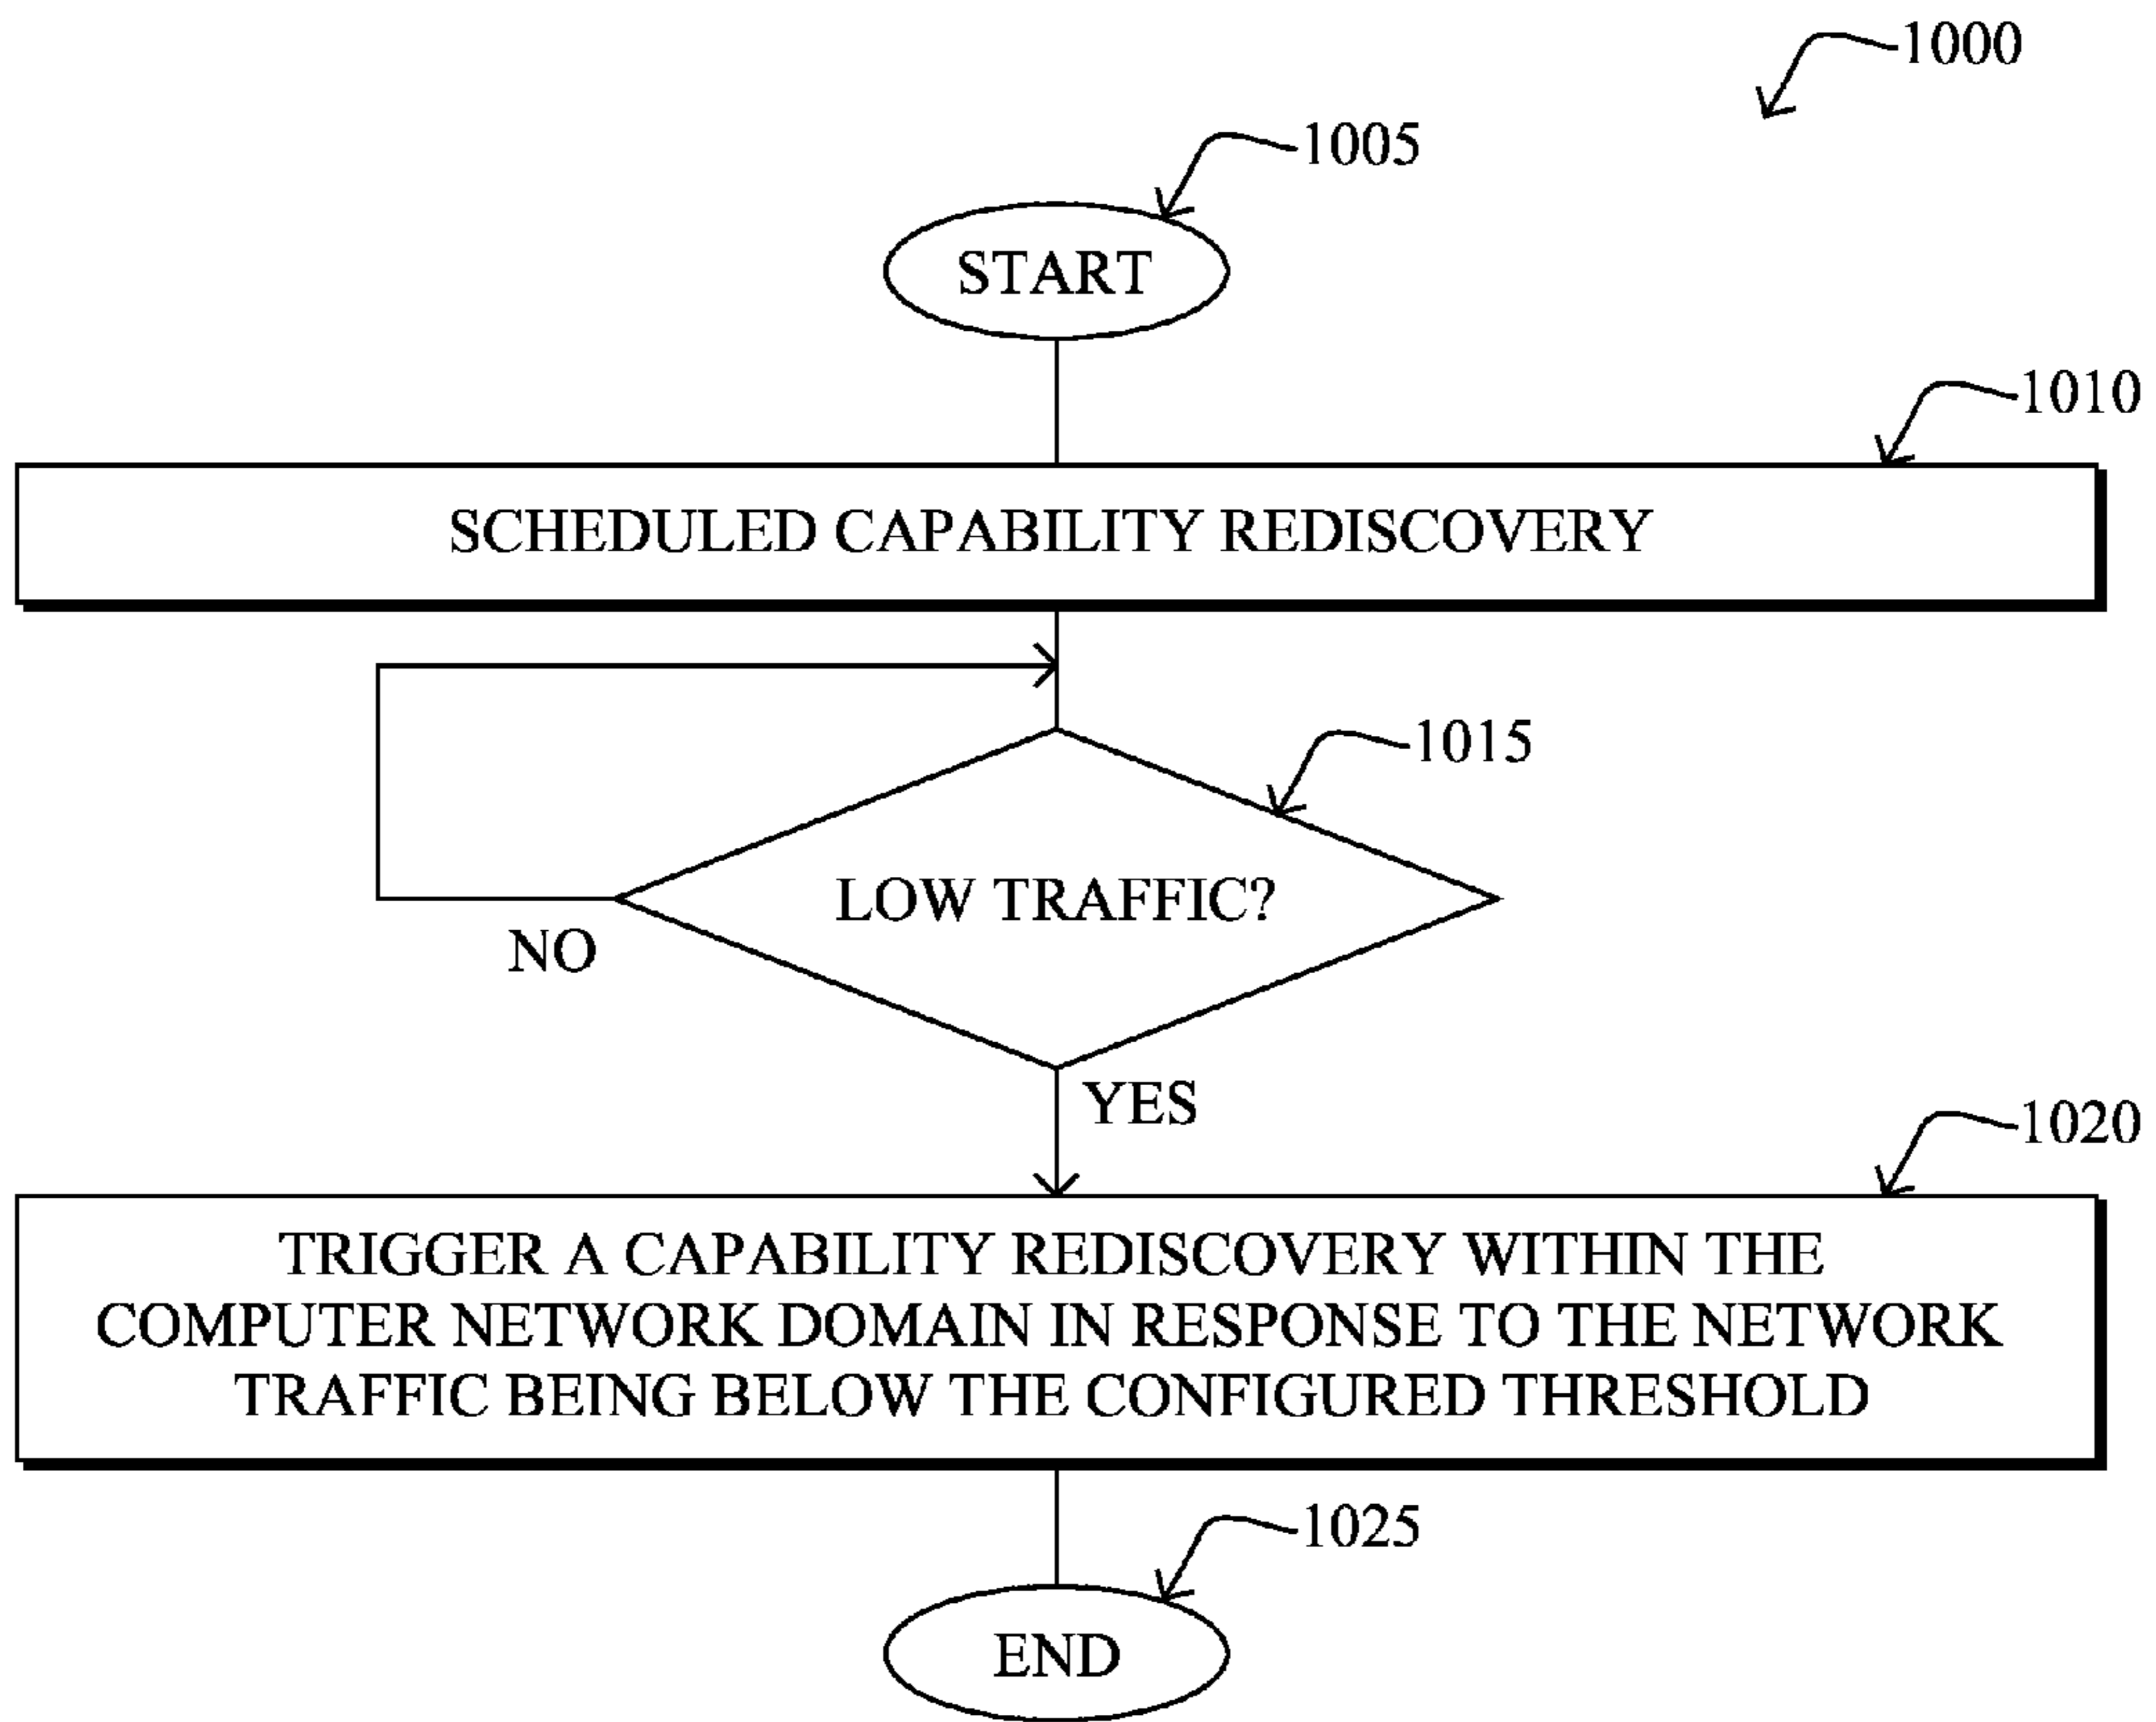 1000
1005
START
1010
SCHEDULED CAPABILITY REDISCOVERY
1015
LOW TRAFFIC?
NO
YES
1020
TRIGGER A CAPABILITY REDISCOVERY WITHIN THE
COMPUTER NETWORK DOMAIN IN RESPONSE TO THE NETWORK
TRAFFIC BEING BELOW THE CONFIGURED THRESHOLD
1025
END